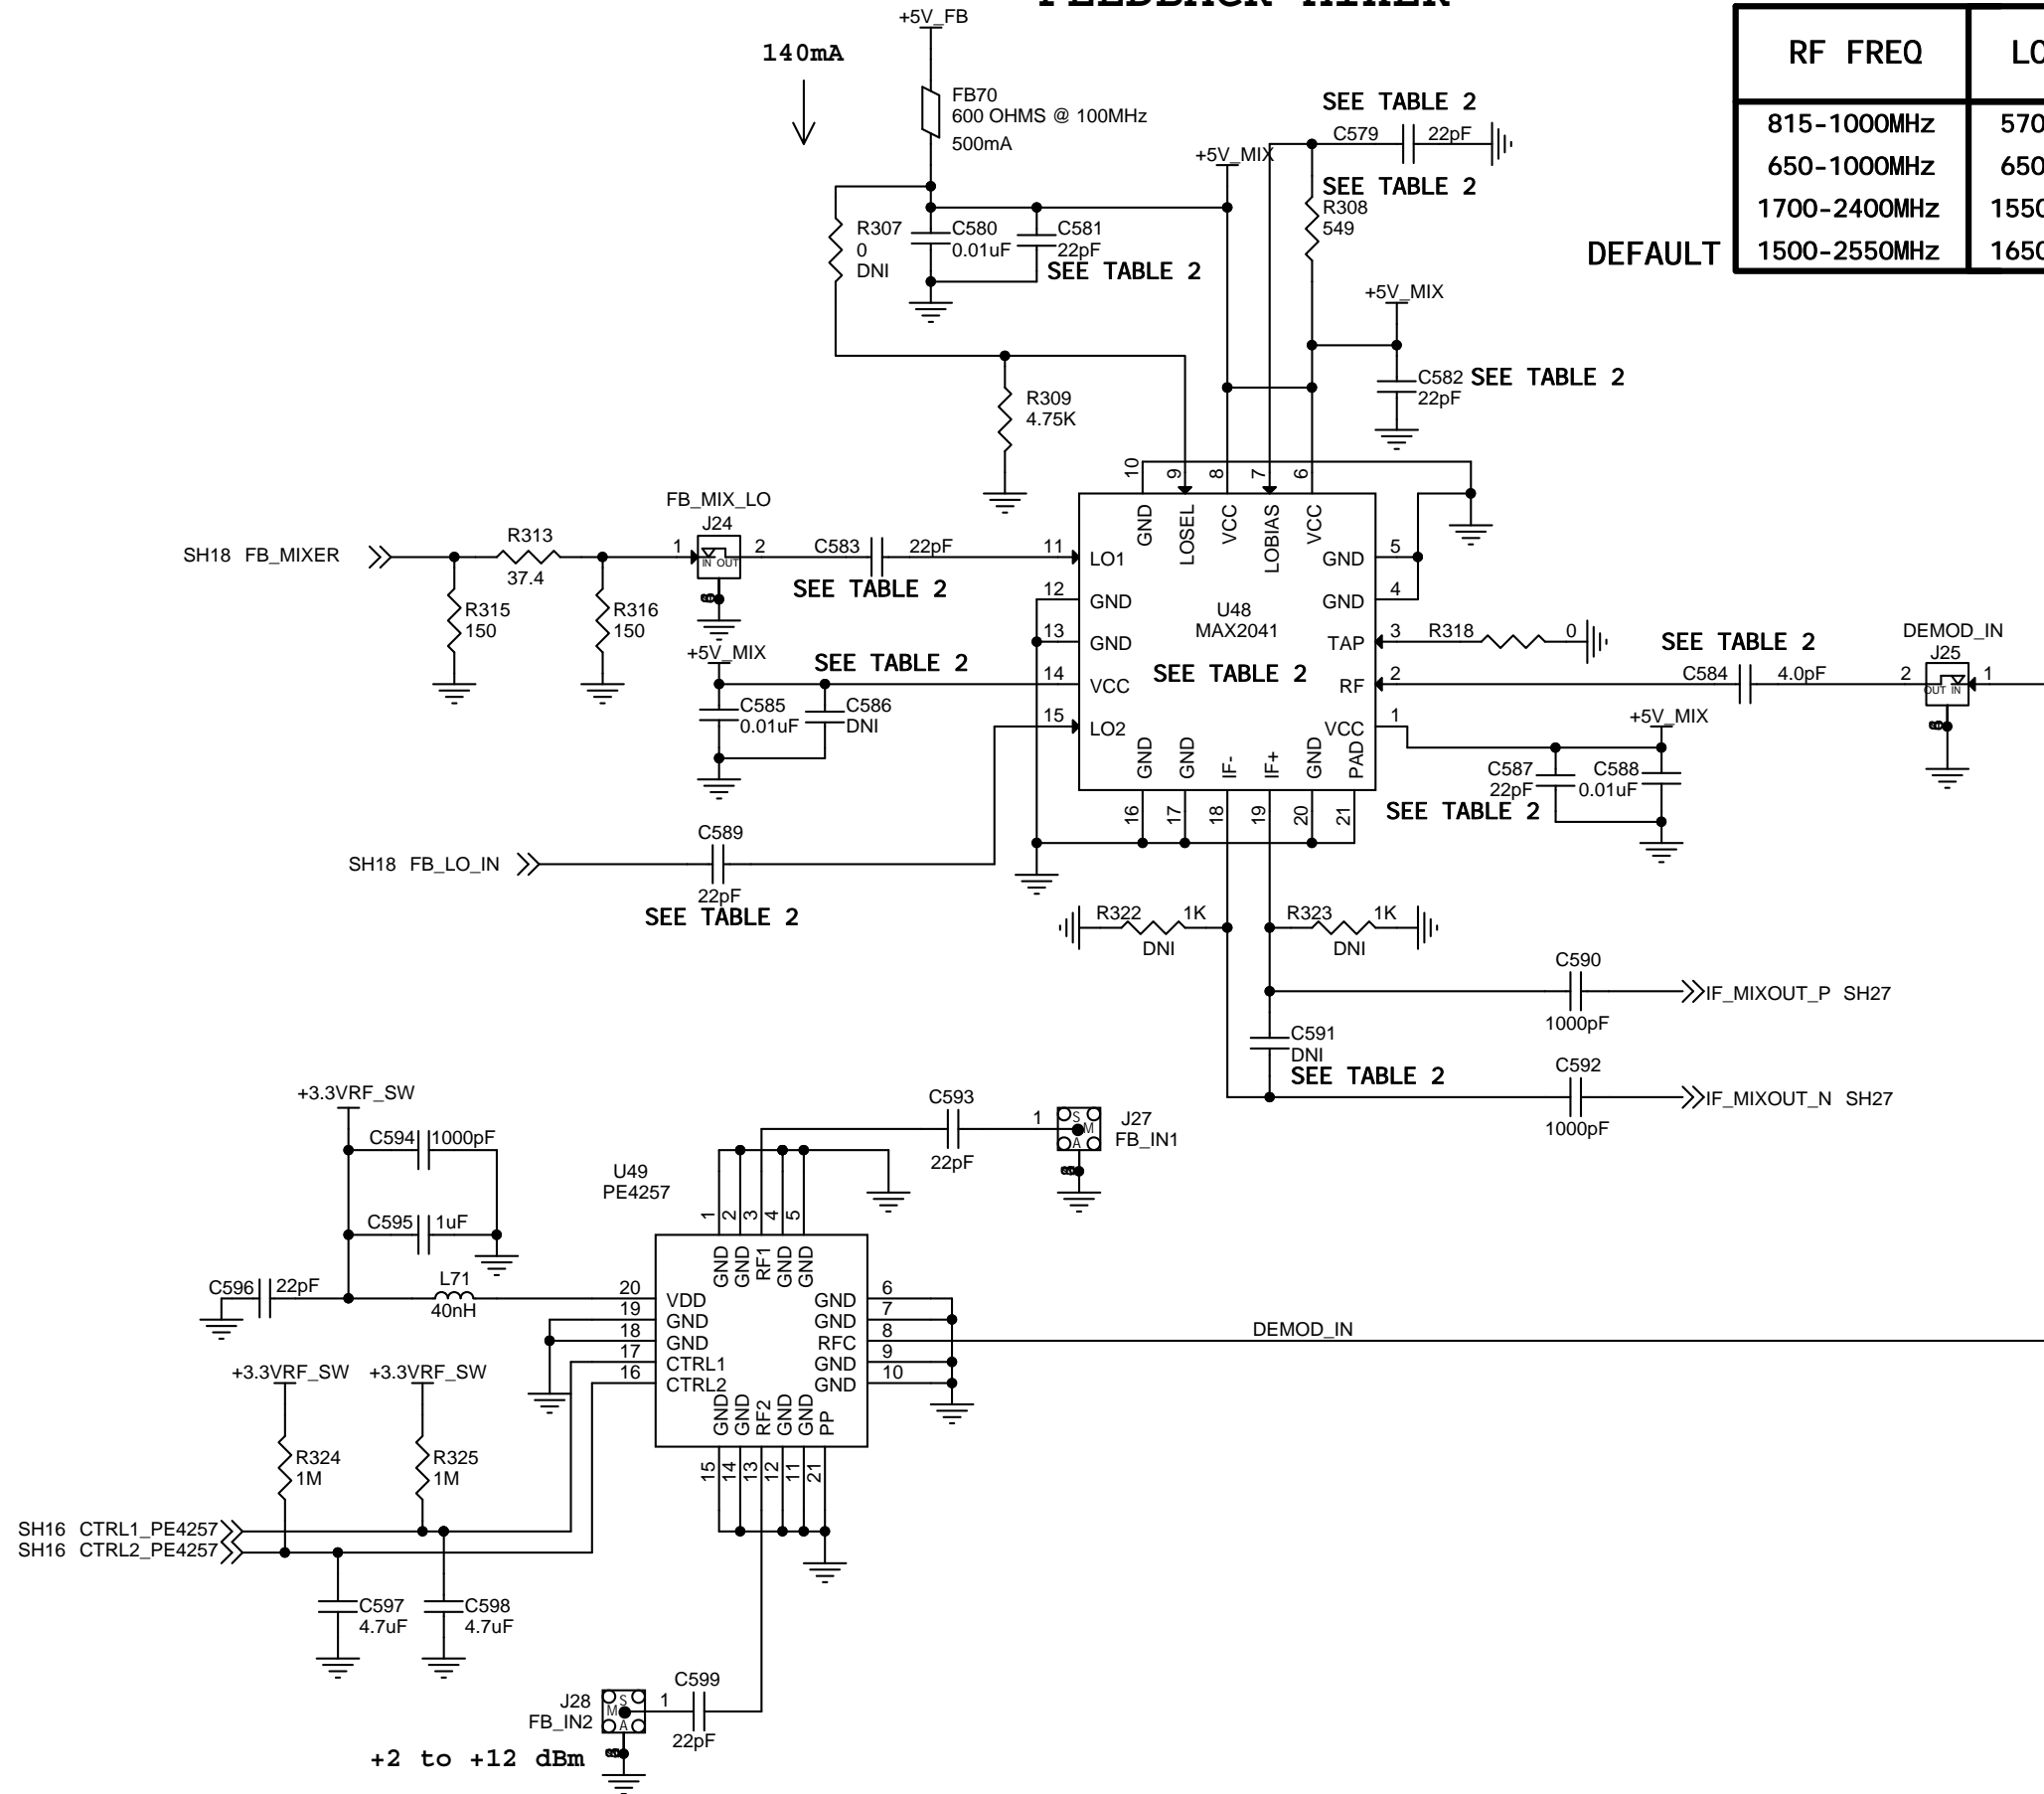 FEEDBACK MIXER
+5V_FB
140mA
FB70
600 OHMS @ 100MHz
500mA
RF FREQ
815-1000MHz
650-1000MHz
1700-2400MHz
DEFAULT 1500-2550MHz
SEE TABLE 2
C579 22pF
+5V_MIX
SEE TABLE 2
R308
549
R307
0
DNI
C580
0.01uF
C581
22pF
SEE TABLE 2
+5V_MIX
C582 SEE TABLE 2
22pF
R309
4.75K
10 9 8 7 6
GND LOSEL VCC LOBIAS VCC
FB_MIX_LO
J24
SH18 FB_MIXER
R313
37.4
1 2
IN OUT
C583 22pF
SEE TABLE 2
11 LO1
12 GND
13 GND
14 VCC
15 LO2
GND 5
GND 4
TAP 3
RF 2
VCC 1
U48
MAX2041
SEE TABLE 2
R315
150
R316
150
+5V_MIX
SEE TABLE 2
C585
0.01uF
C586
DNI
R318 0
SEE TABLE 2
C584 4.0pF
DEMOD_IN
J25
2 1
OUT IN
+5V_MIX
C587
22pF
C588
0.01uF
SEE TABLE 2
GND GND IF- IF+ GND PAD
16 17 18 19 20 21
SH18 FB_LO_IN
C589
22pF
SEE TABLE 2
R322 1K
DNI
R323 1K
DNI
C590
1000pF
IF_MIXOUT_P SH27
C591
DNI
SEE TABLE 2
C592
1000pF
IF_MIXOUT_N SH27
+3.3VRF_SW
C594 1000pF
C595 1uF
C596 22pF
L71
40nH
U49
PE4257
C593
22pF
1
S
M
A
J27
FB_IN1
1 2 3 4 5
GND GND RF1 GND GND
20 VDD
19 GND
18 GND
17 CTRL1
16 CTRL2
GND 6
GND 7
RFC 8
GND 9
GND 10
DEMOD_IN
GND GND RF2 GND GND PP
15 14 13 12 11 21
+3.3VRF_SW +3.3VRF_SW
R324
1M
R325
1M
SH16 CTRL1_PE4257
SH16 CTRL2_PE4257
C597
4.7uF
C598
4.7uF
J28
FB_IN2
S
M
A
1
C599
22pF
+2 to +12 dBm